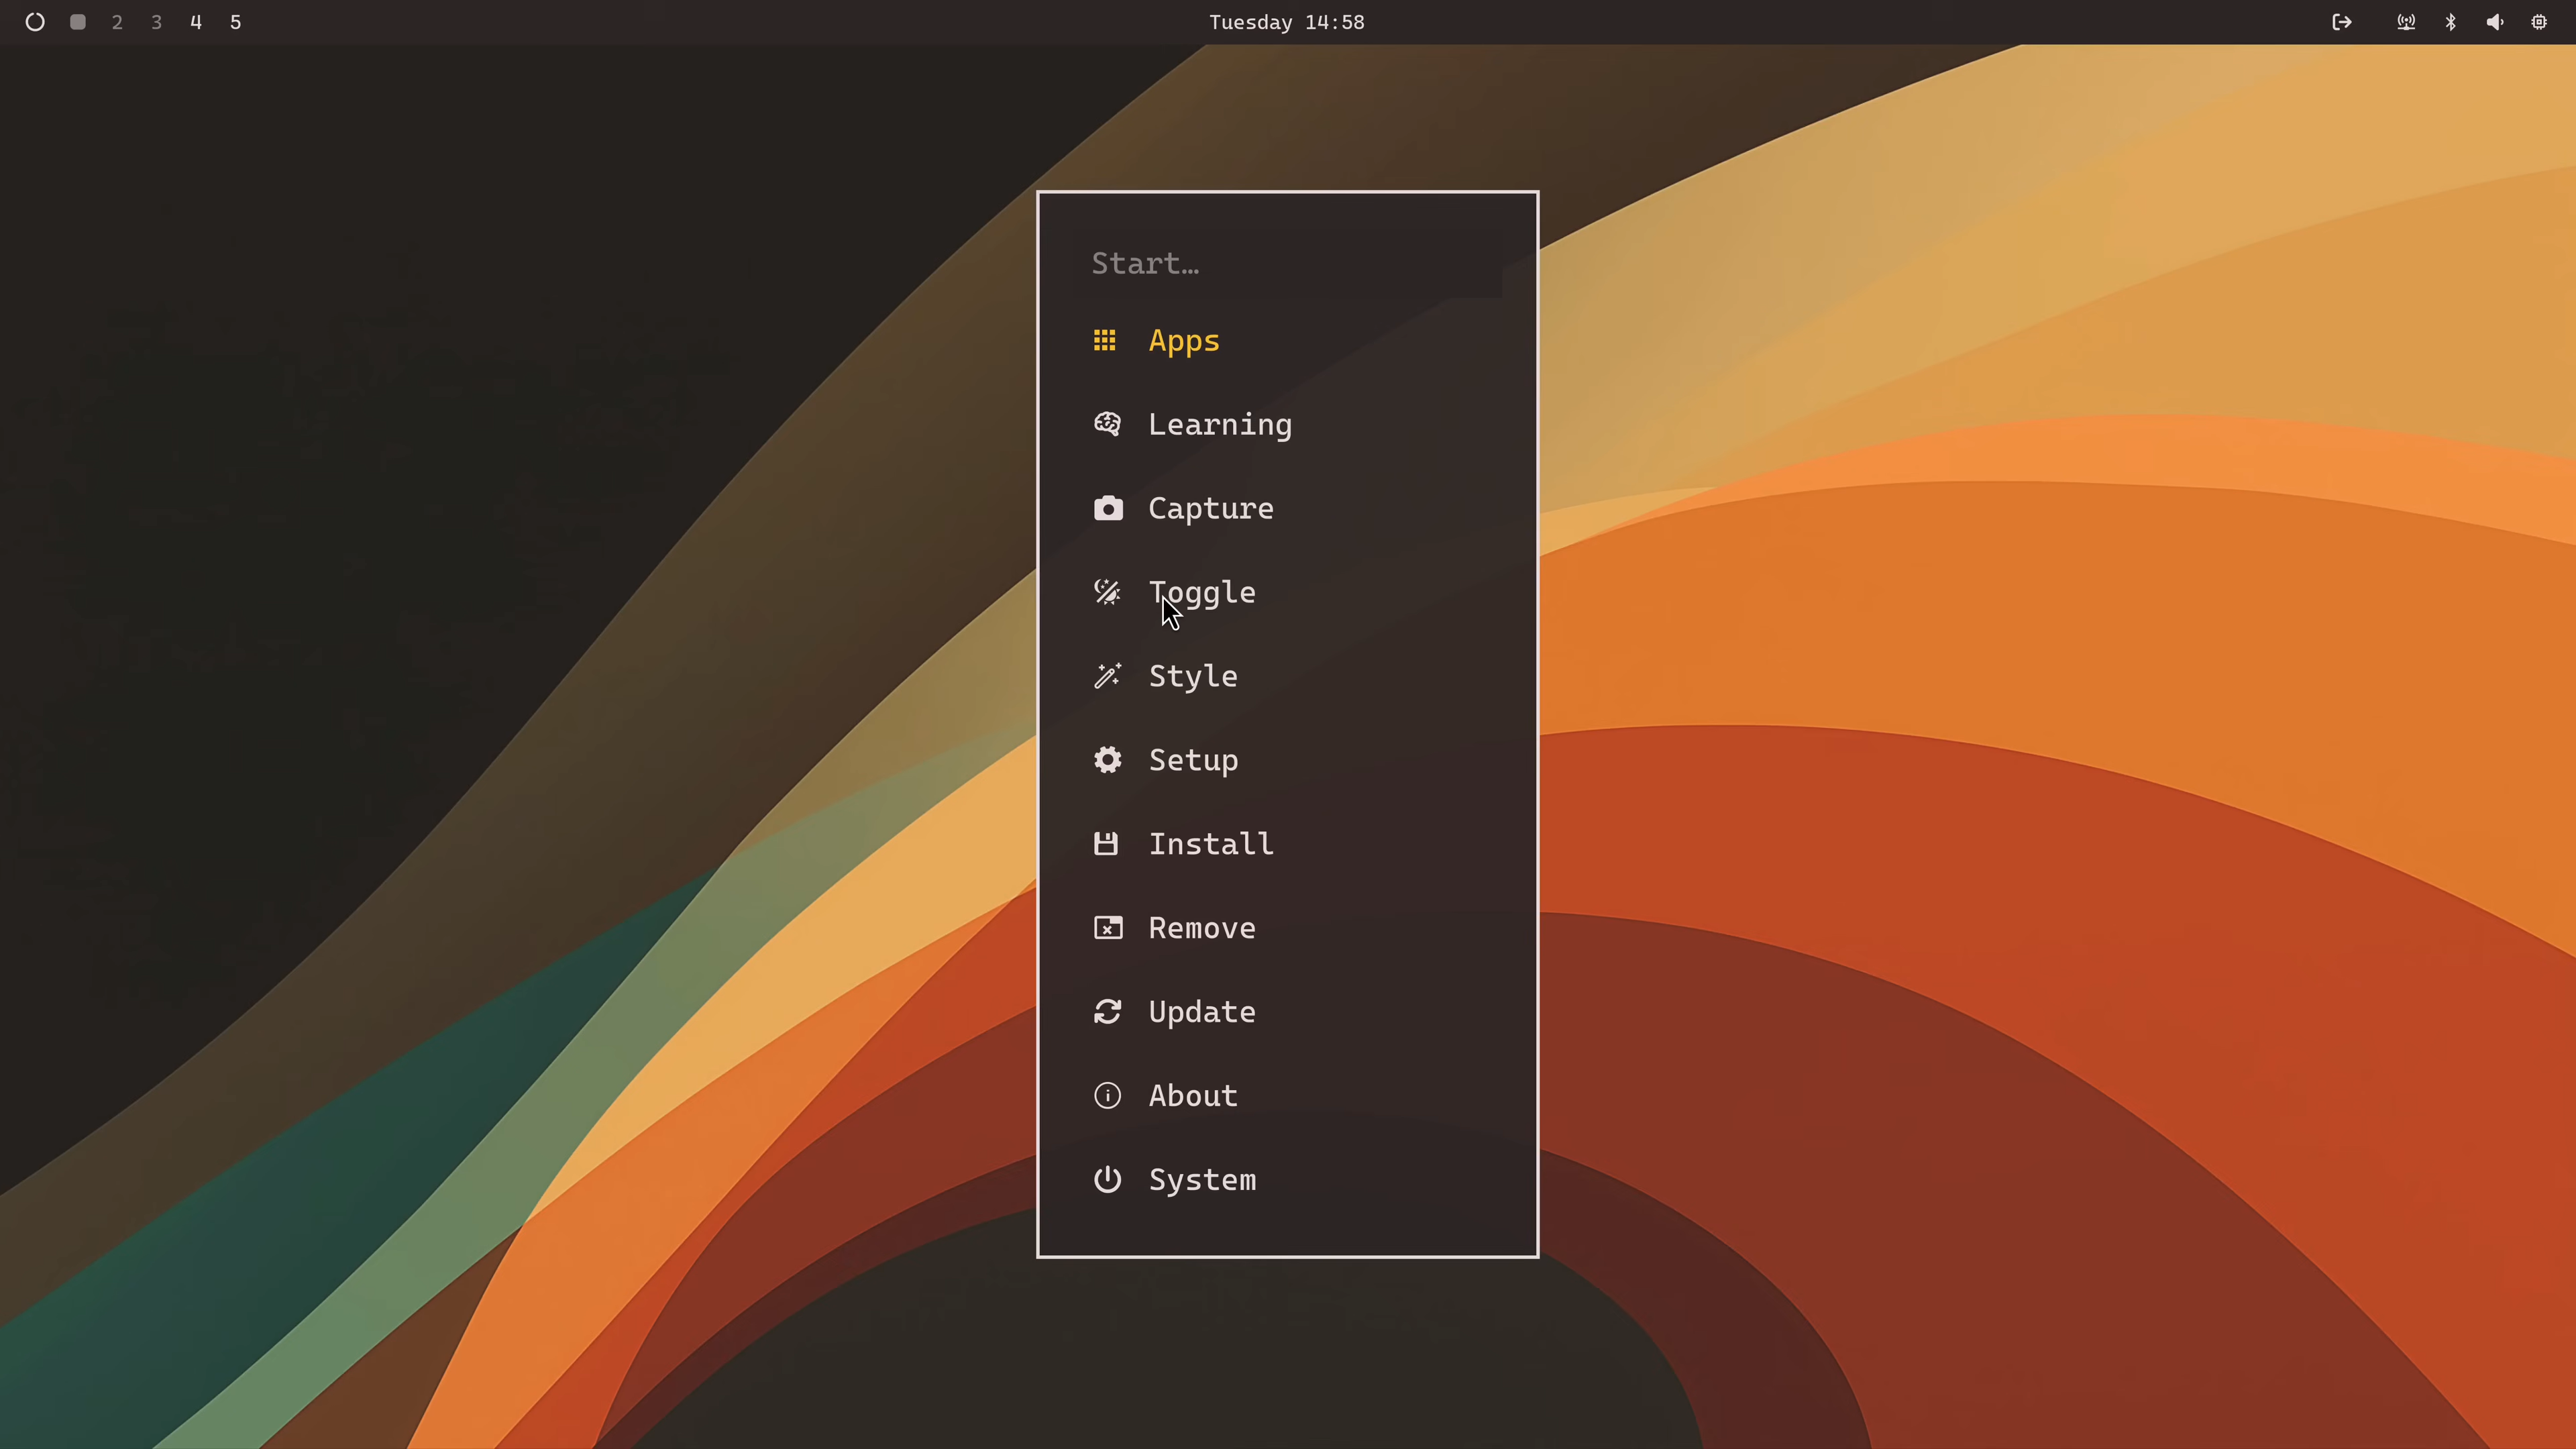 2 3 4 5
Tuesday 14:58
Start…
Apps
Learning
Capture
Toggle
Style
Setup
Install
Remove
Update
About
System